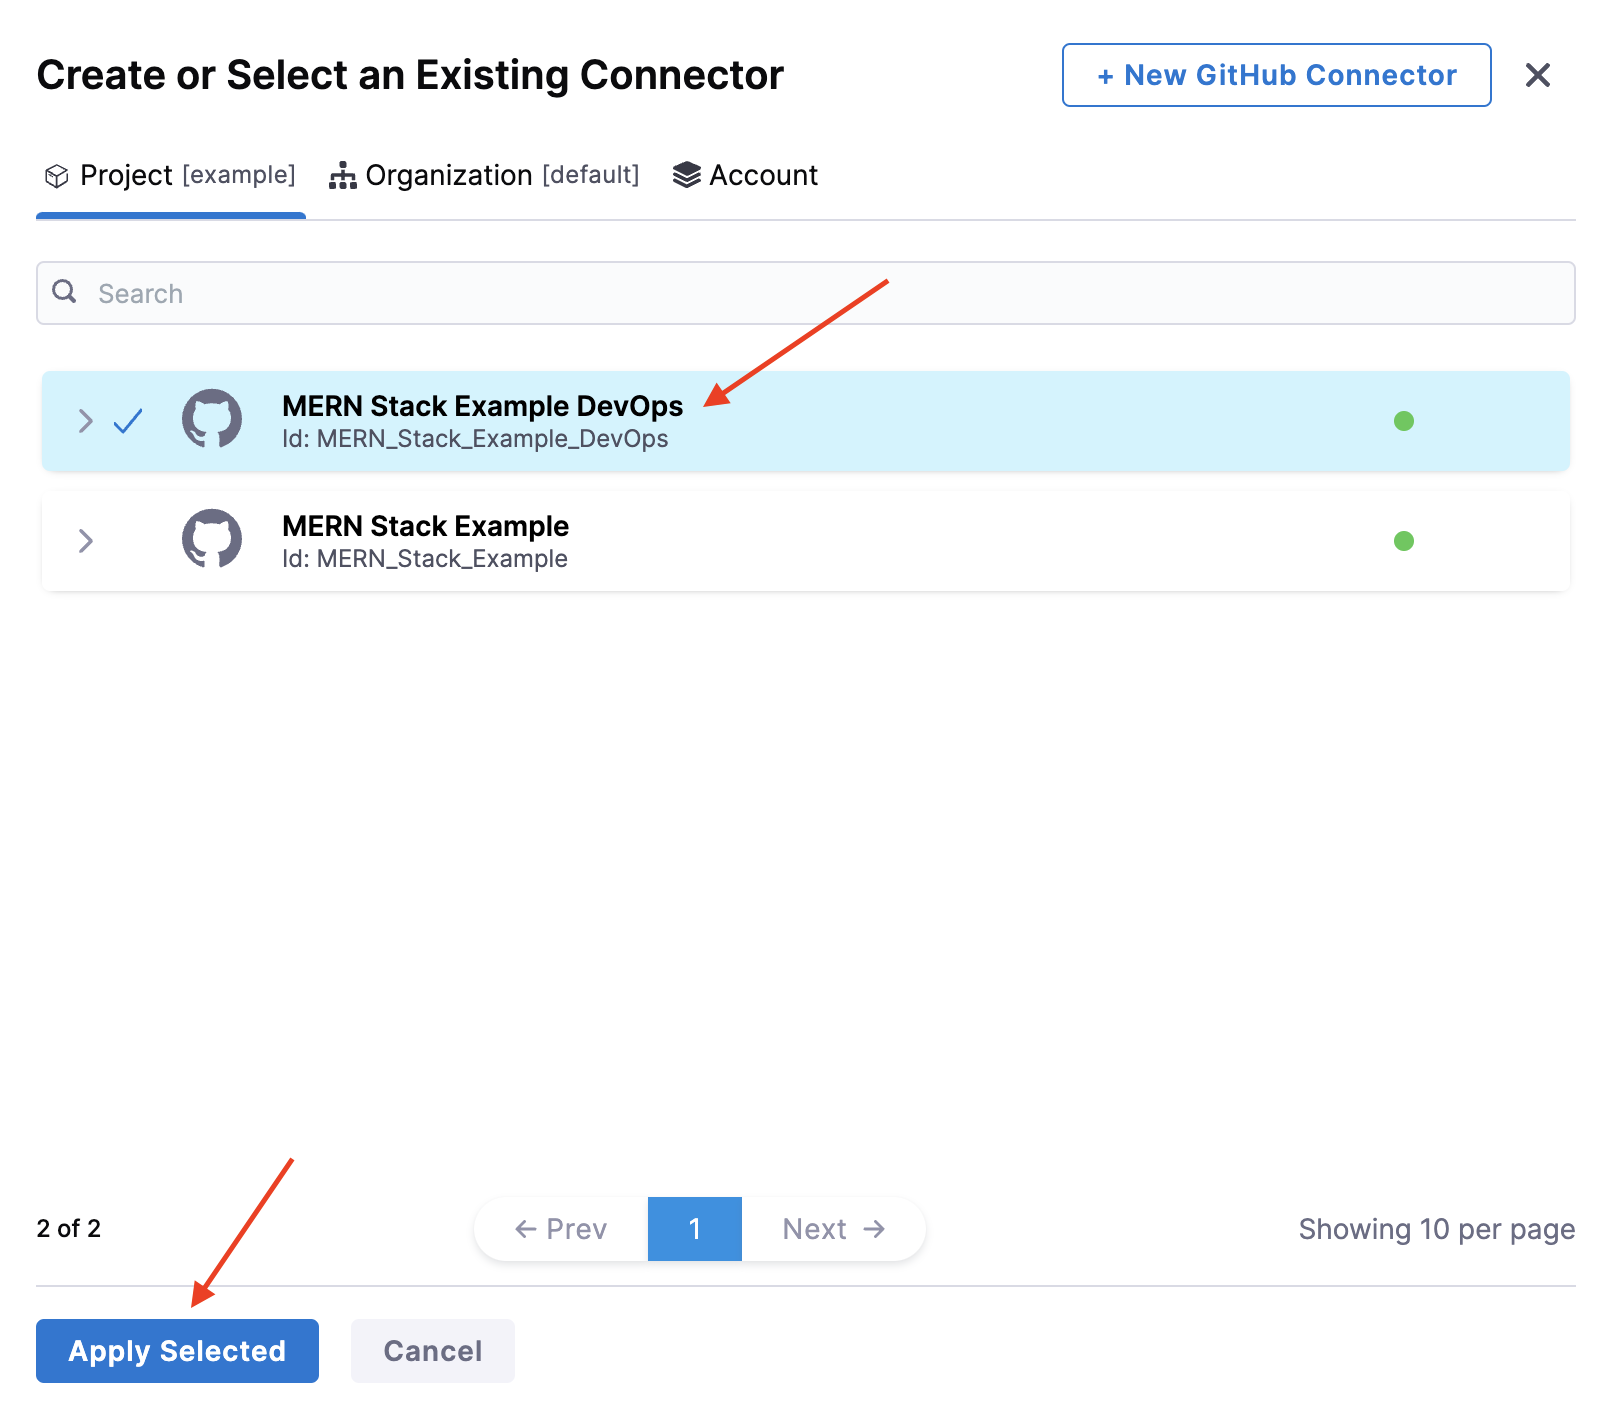 Create or Select an Existing Connector
+ New GitHub Connector
Project [example] Organization [default] Account
Search
MERN Stack Example DevOps
Id: MERN_Stack_Example_DevOps
MERN Stack Example
Id: MERN_Stack_Example
2 of 2
← Prev 1 Next →
Showing 10 per page
Apply Selected Cancel